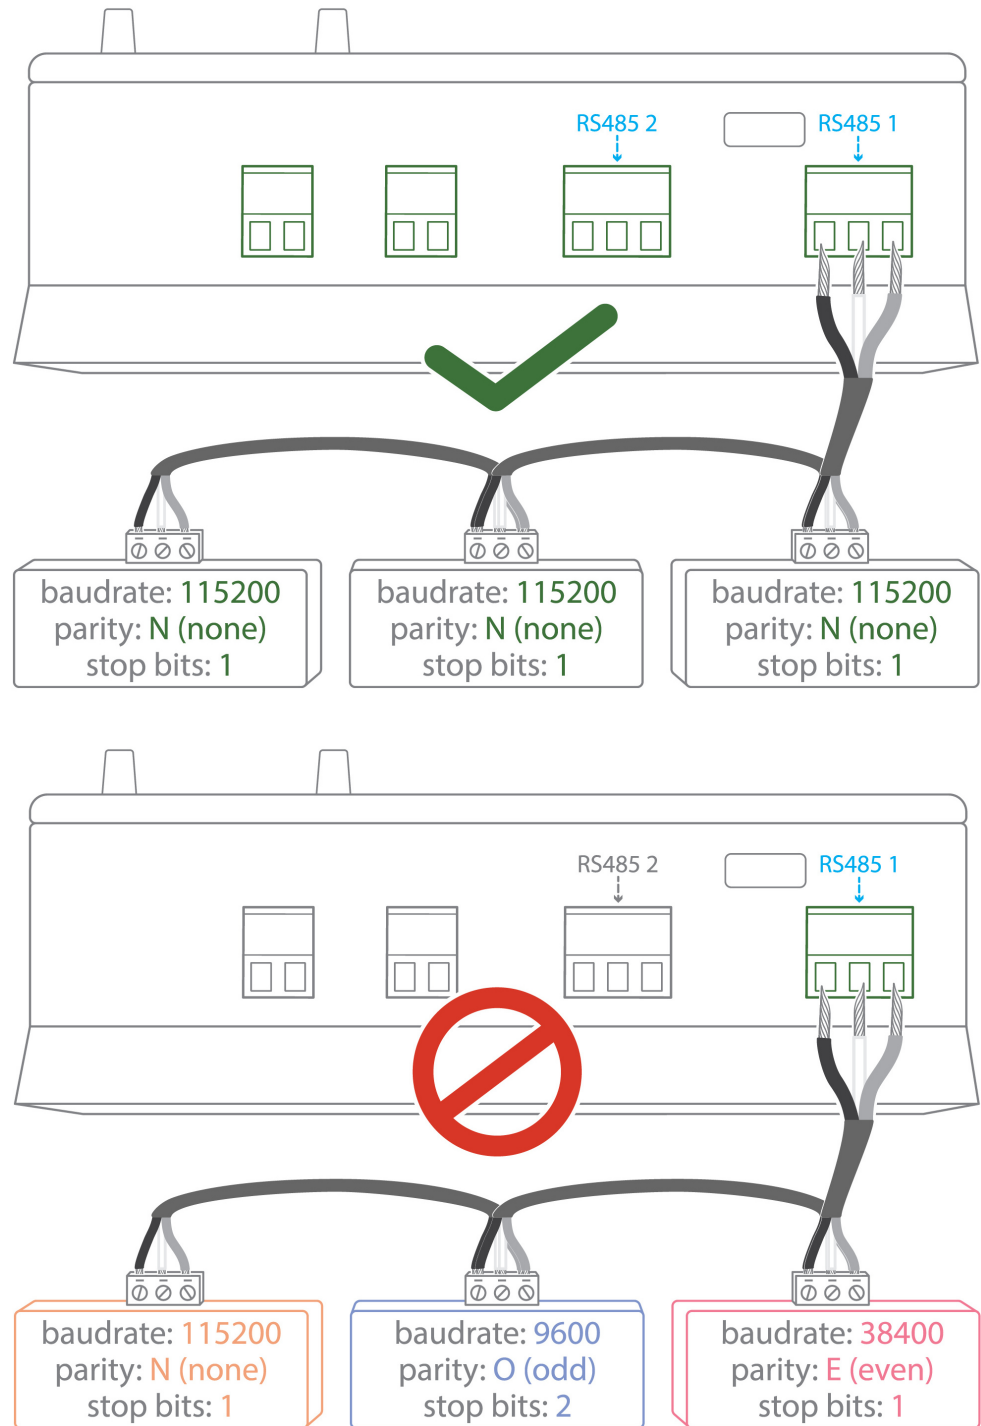 RS485 2
RS485 1
baudrate: 115200
parity: N (none)
stop bits: 1
baudrate: 115200
parity: N (none)
stop bits: 1
baudrate: 115200
parity: N (none)
stop bits: 1
RS485 2
RS485 1
baudrate: 115200
parity: N (none)
stop bits: 1
baudrate: 9600
parity: O (odd)
stop bits: 2
baudrate: 38400
parity: E (even)
stop bits: 1